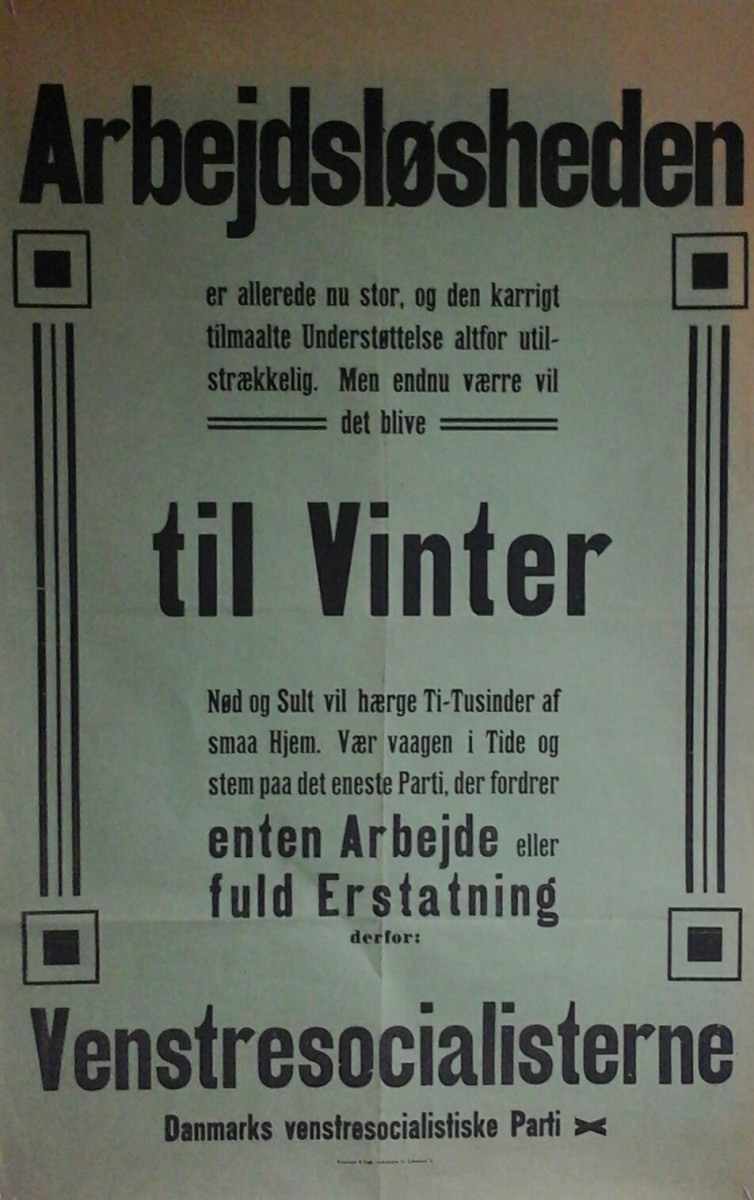 Arbejdsløsheden
er allerede nu stor, og den karrigt
tilmaalte Understøttelse altfor util-
strækkelig. Men endnu værre vil
det blive
til Vinter
Nød og Sult vil hærge Ti-Tusinder af
smaa Hjem. Vær vaagen i Tide og
stem paa det eneste Parti, der fordrer
enten Arbejde eller
fuld Erstatning
derfor:
Venstresocialisterne
Danmarks venstresocialistiske Parti